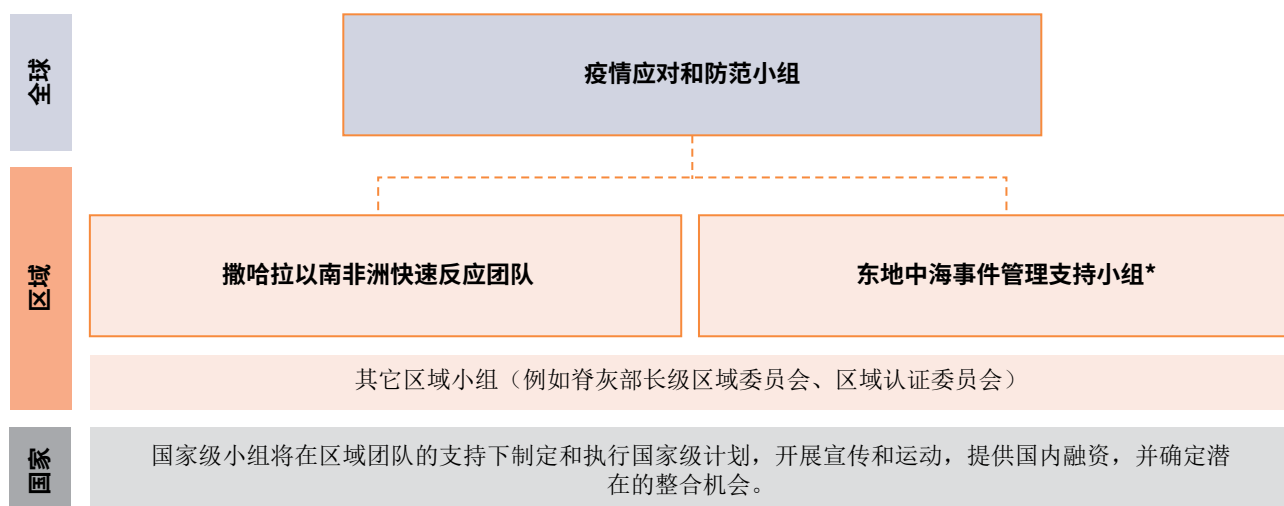 全球
疫情应对和防范小组
区域
撒哈拉以南非洲快速反应团队
东地中海事件管理支持小组*
其它区域小组（例如脊灰部长级区域委员会、区域认证委员会）
国家
国家级小组将在区域团队的支持下制定和执行国家级计划，开展宣传和运动，提供国内融资，并确定潜
在的整合机会。